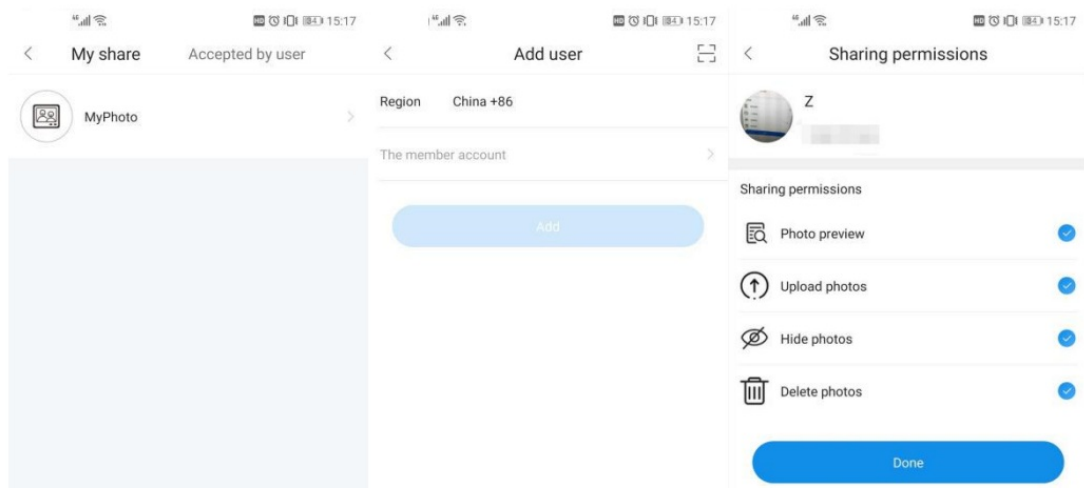 15:17
My share
Accepted by user
MyPhoto
15:17
Add user
Region China +86
The member account
Add
15:17
Sharing permissions
Z
Sharing permissions
Photo preview
Upload photos
Hide photos
Delete photos
Done